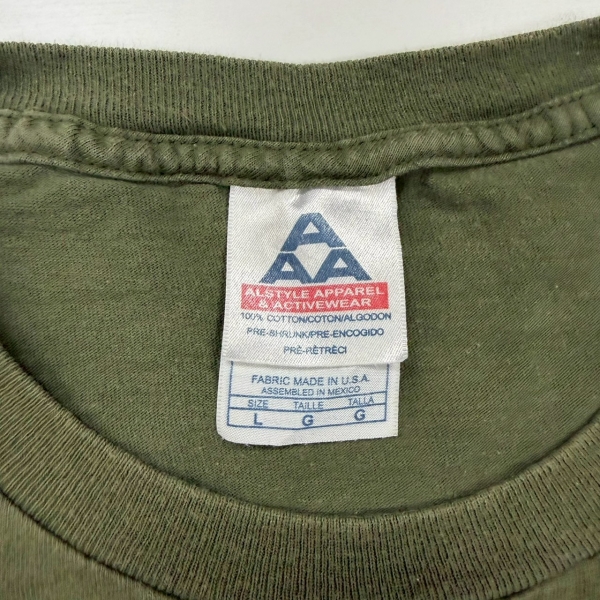 A
AA
ALSTYLE APPAREL
& ACTIVEWEAR
100% COTTON/COTON/ALGODON
PRE-SHRUNK/PRE-ENCOGIDO
PRÉ-RÉTRÉCI
FABRIC MADE IN U.S.A.
ASSEMBLED IN MEXICO
SIZE TAILLE TALLA
L G G